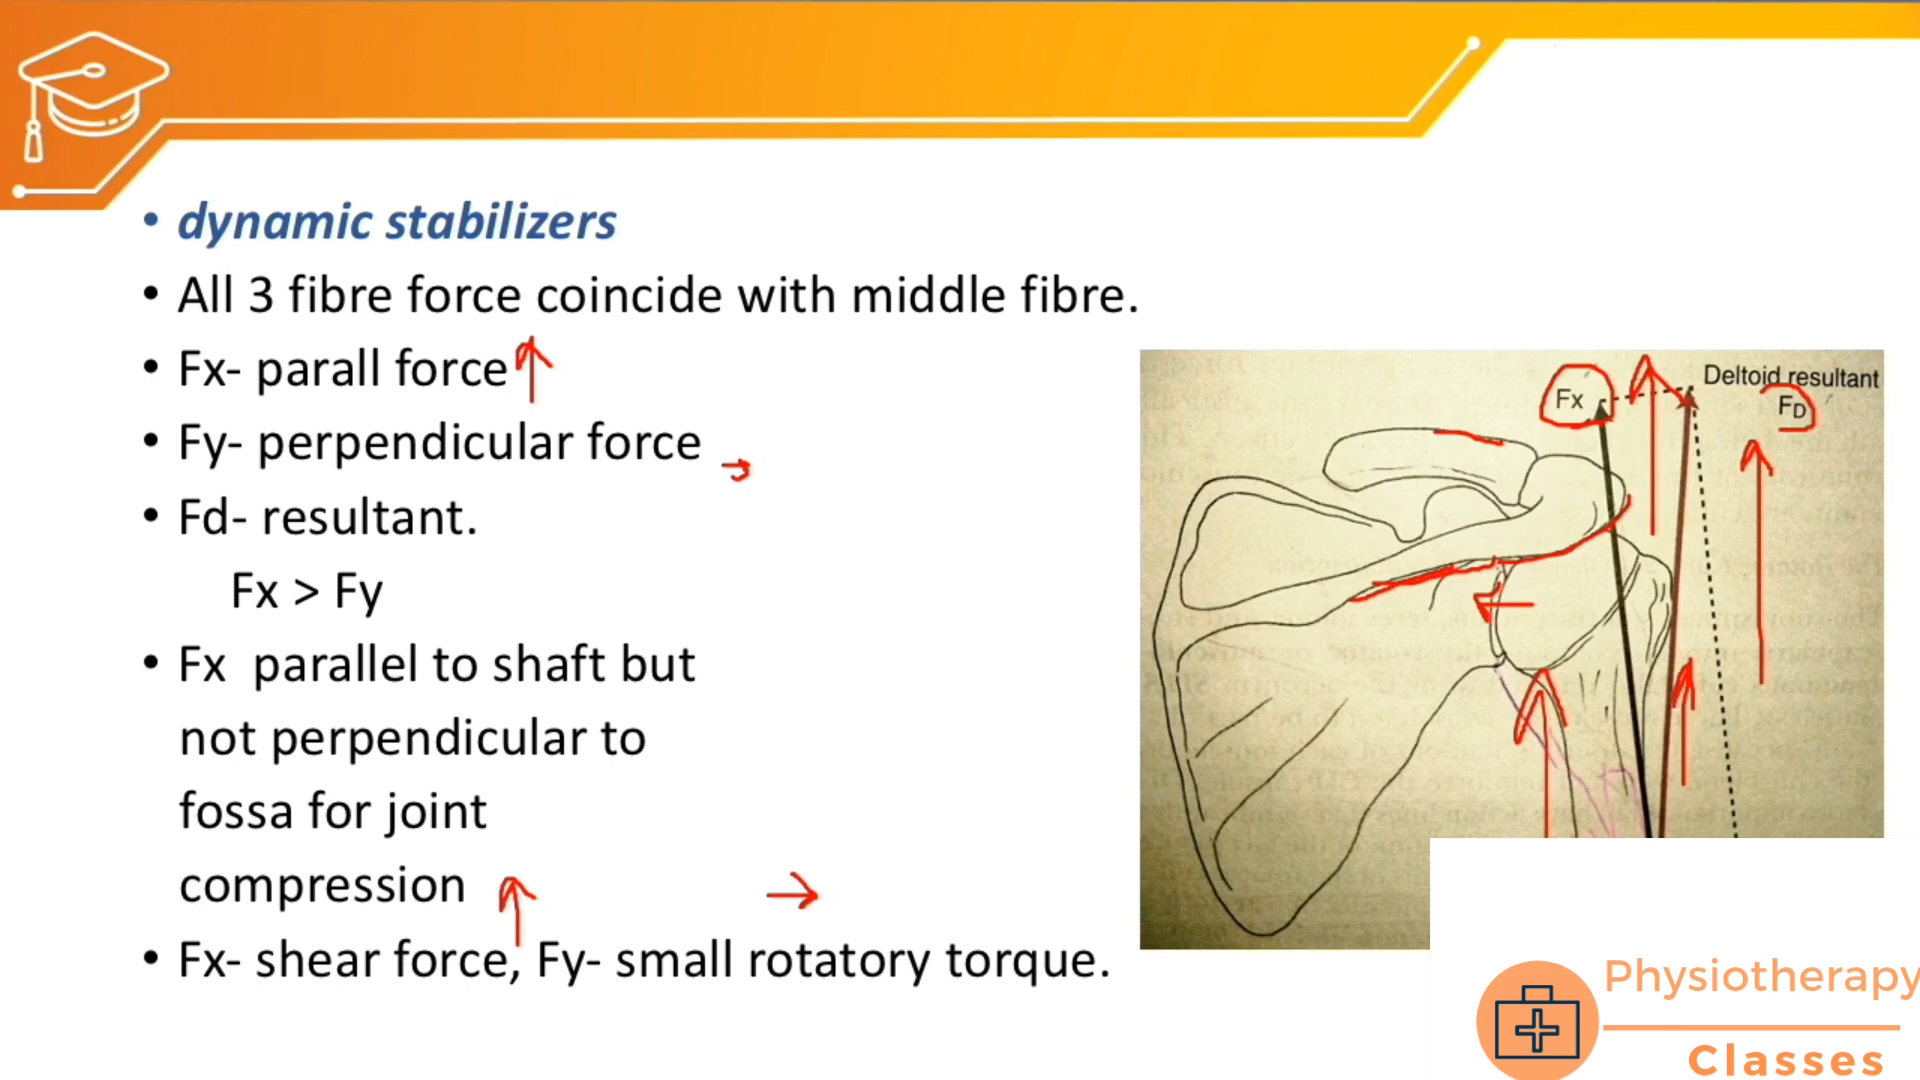 • dynamic stabilizers
• All 3 fibre force coincide with middle fibre.
• Fx- parall force
• Fy- perpendicular force
• Fd- resultant.
Fx > Fy
• Fx parallel to shaft but
not perpendicular to
fossa for joint
compression
• Fx- shear force, Fy- small rotatory torque.
Fx
Deltoid resultant
FD
Physiotherapy
Classes